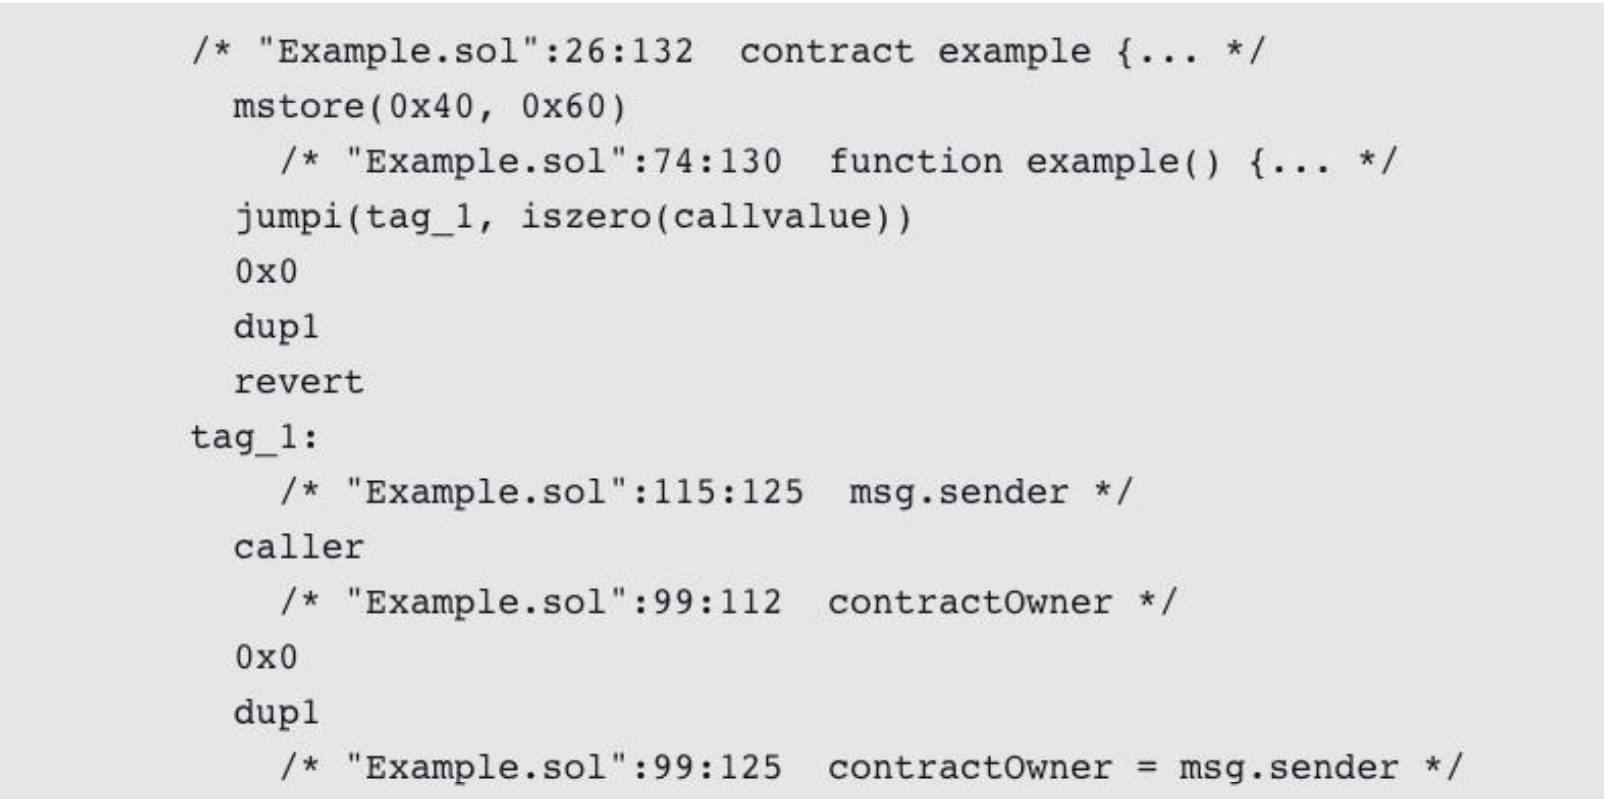 /* "Example.sol":26:132  contract example {... */
mstore(0x40, 0x60)
/* "Example.sol":74:130  function example() {... */
jumpi(tag_1, iszero(callvalue))
0x0
dup1
revert
tag_1:
/* "Example.sol":115:125  msg.sender */
caller
/* "Example.sol":99:112  contractOwner */
0x0
dup1
/* "Example.sol":99:125  contractOwner = msg.sender */